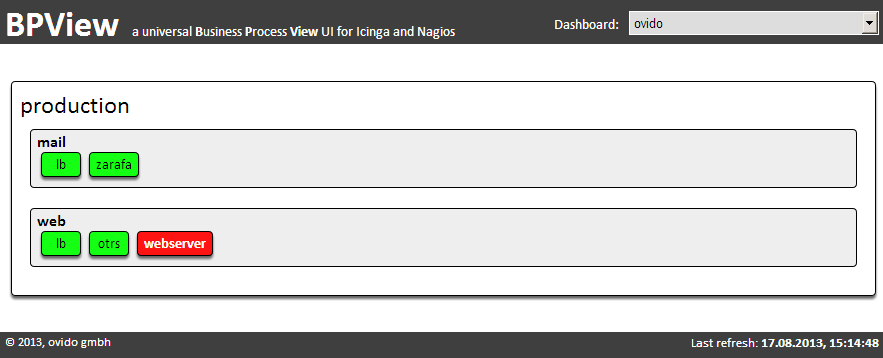 BPView a universal Business Process View UI for Icinga and Nagios Dashboard: ovido
production
mail
lb zarafa
web
lb otrs webserver
© 2013, ovido gmbh Last refresh: 17.08.2013, 15:14:48